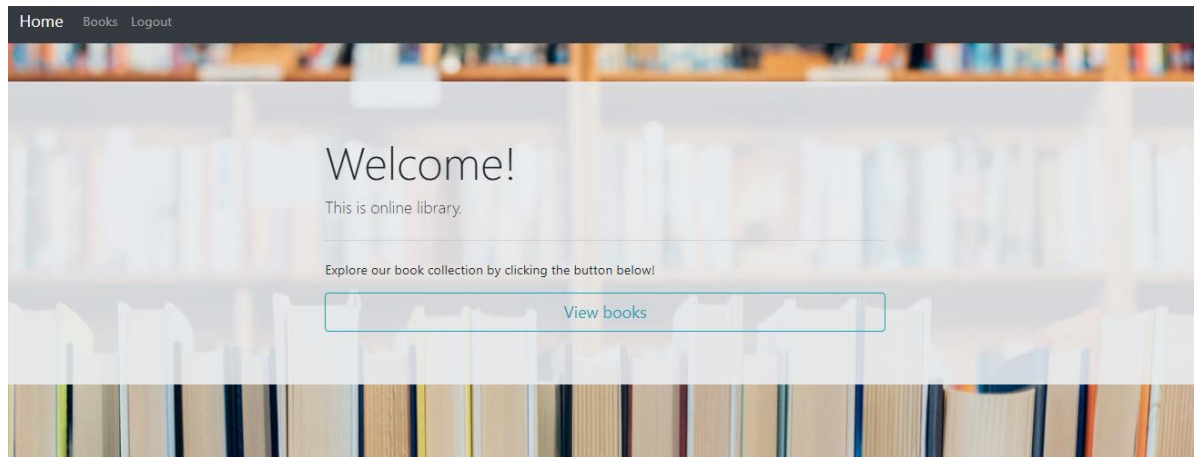 Home Books Logout
Welcome!
This is online library.
Explore our book collection by clicking the button below!
View books